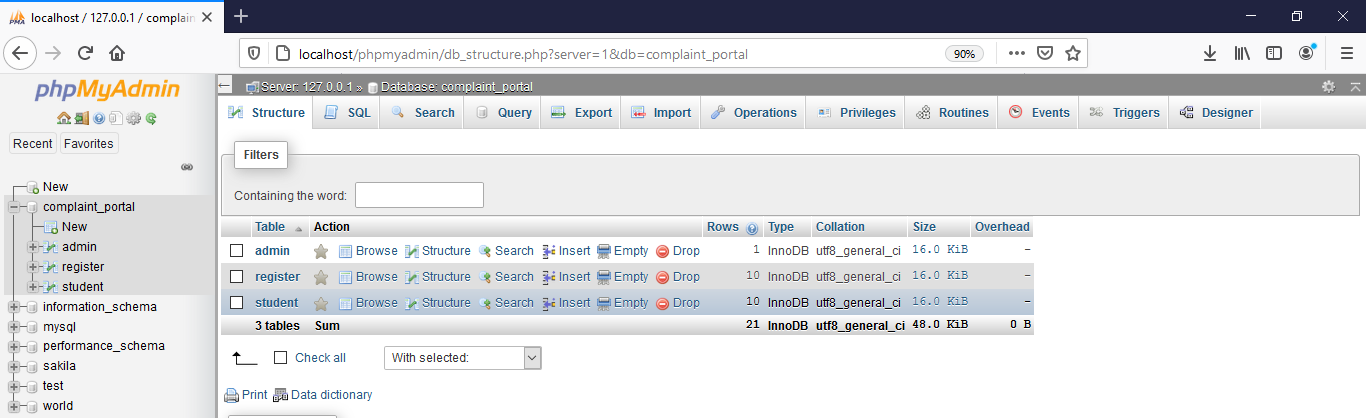 localhost / 127.0.0.1 / complain
localhost/phpmyadmin/db_structure.php?server=1&db=complaint_portal 90%
phpMyAdmin
Recent Favorites
New
complaint_portal
New
admin
register
student
information_schema
mysql
performance_schema
sakila
test
world
Server: 127.0.0.1 » Database: complaint_portal
Structure SQL Search Query Export Import Operations Privileges Routines Events Triggers Designer
Filters
Containing the word:
Table Action Rows Type Collation Size Overhead
admin Browse Structure Search Insert Empty Drop 1 InnoDB utf8_general_ci 16.0 KiB -
register Browse Structure Search Insert Empty Drop 10 InnoDB utf8_general_ci 16.0 KiB -
student Browse Structure Search Insert Empty Drop 10 InnoDB utf8_general_ci 16.0 KiB -
3 tables Sum 21 InnoDB utf8_general_ci 48.0 KiB 0 B
Check all With selected:
Print Data dictionary